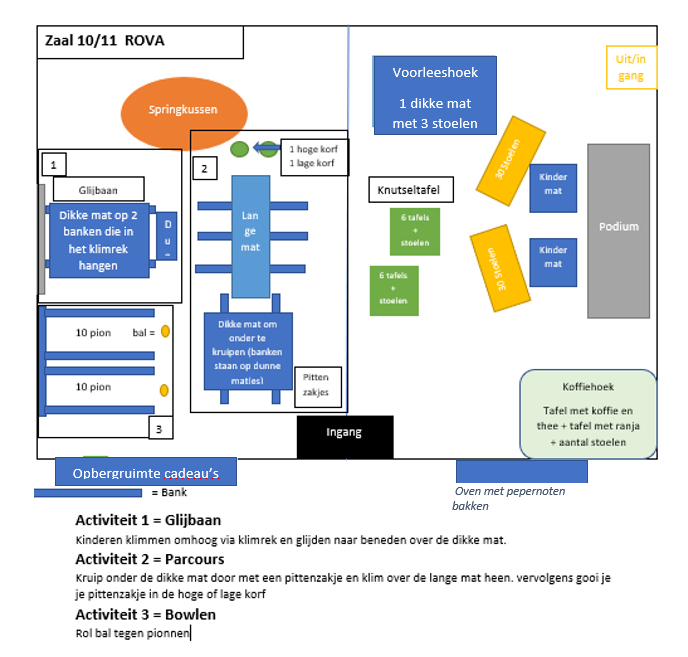 Zaal 10/11 ROVA
Uit/in
gang
Voorleeshoek
1 dikke mat
met 3 stoelen
Springkussen
1 hoge korf
1 lage korf
1
2
Glijbaan
Dikke mat op 2
banken die in
het klimrek
hangen
D
u
Lan
ge
mat
Knutseltafel
30 Stoelen
Kinder
mat
Podium
6 tafels
+
stoelen
30 Stoelen
Kinder
mat
6 tafels
+
stoelen
10 pion bal =
10 pion
3
Dikke mat om
onder te
kruipen (banken
staan op dunne
matjes)
Pitten
zakjes
Koffiehoek
Tafel met koffie en
thee + tafel met ranja
+ aantal stoelen
Ingang
Opbergruimte cadeau's
= Bank
Oven met pepernoten
bakken
Activiteit 1 = Glijbaan
Kinderen klimmen omhoog via klimrek en glijden naar beneden over de dikke mat.
Activiteit 2 = Parcours
Kruip onder de dikke mat door met een pittenzakje en klim over de lange mat heen. vervolgens gooi je
je pittenzakje in de hoge of lage korf
Activiteit 3 = Bowlen
Rol bal tegen pionnen